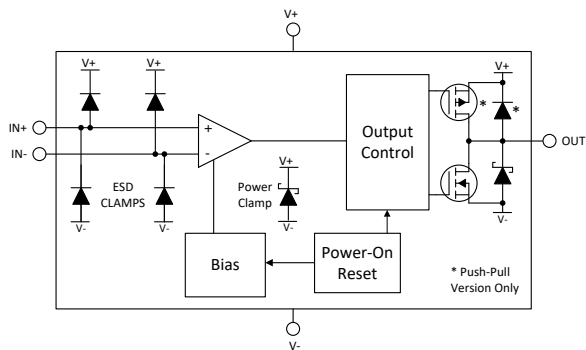 V+
V+
V+
V+
IN+
IN-
+
-
*
*
OUT
Output
Control
ESD
CLAMPS
Power
Clamp
V+
V-
V-
V-
V-
Bias
Power-On
Reset
* Push-Pull
Version Only
V-